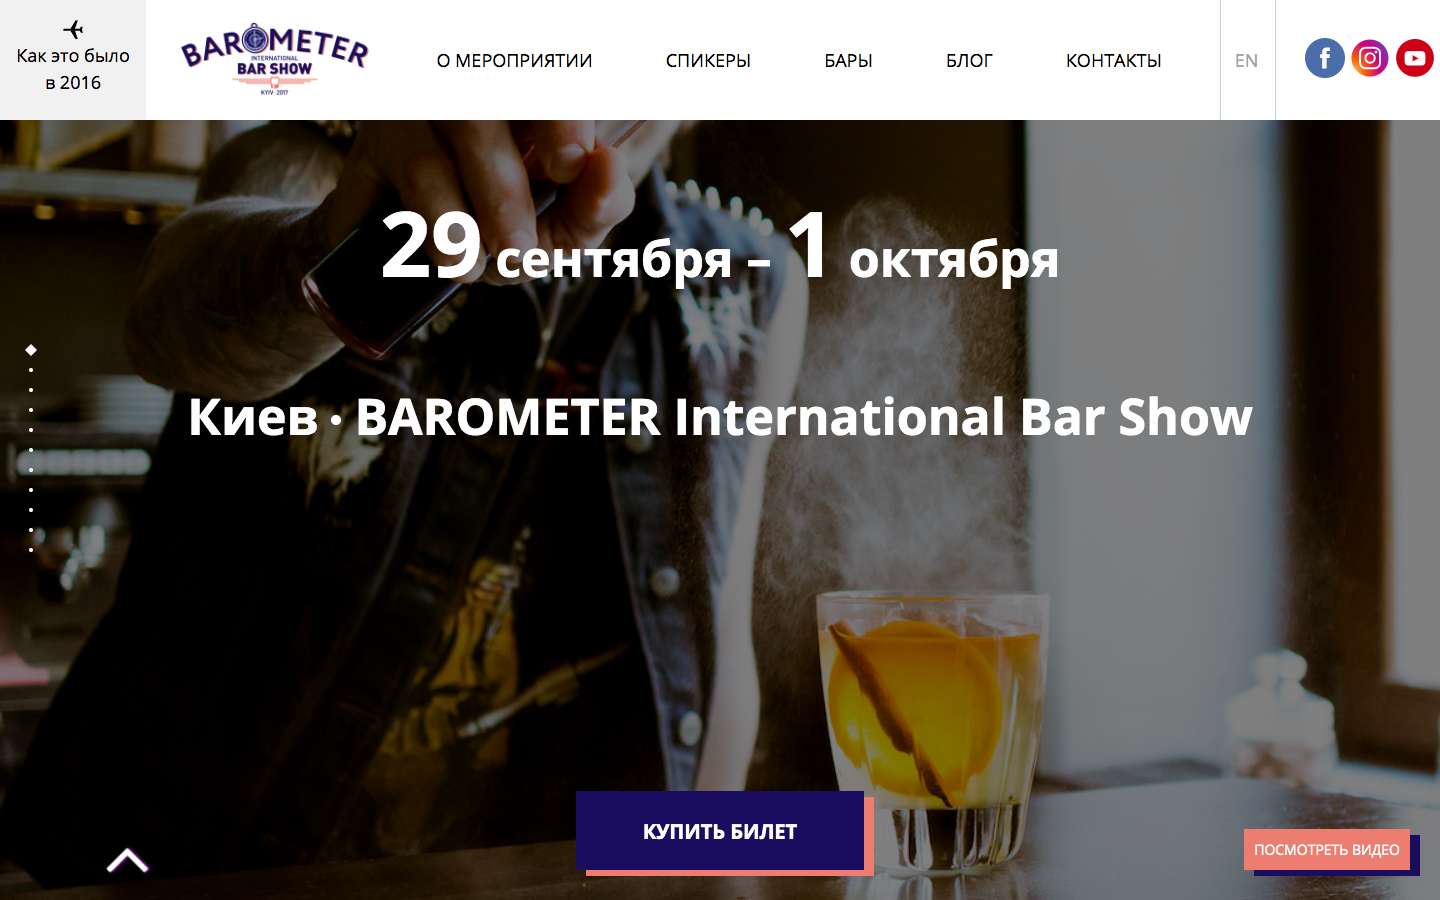 Как это было
в 2016
BAROMETER
INTERNATIONAL
BAR SHOW
KYIV · 2017
О МЕРОПРИЯТИИ
СПИКЕРЫ
БАРЫ
БЛОГ
КОНТАКТЫ
EN
29 сентября – 1 октября
Киев · BAROMETER International Bar Show
КУПИТЬ БИЛЕТ
ПОСМОТРЕТЬ ВИДЕО